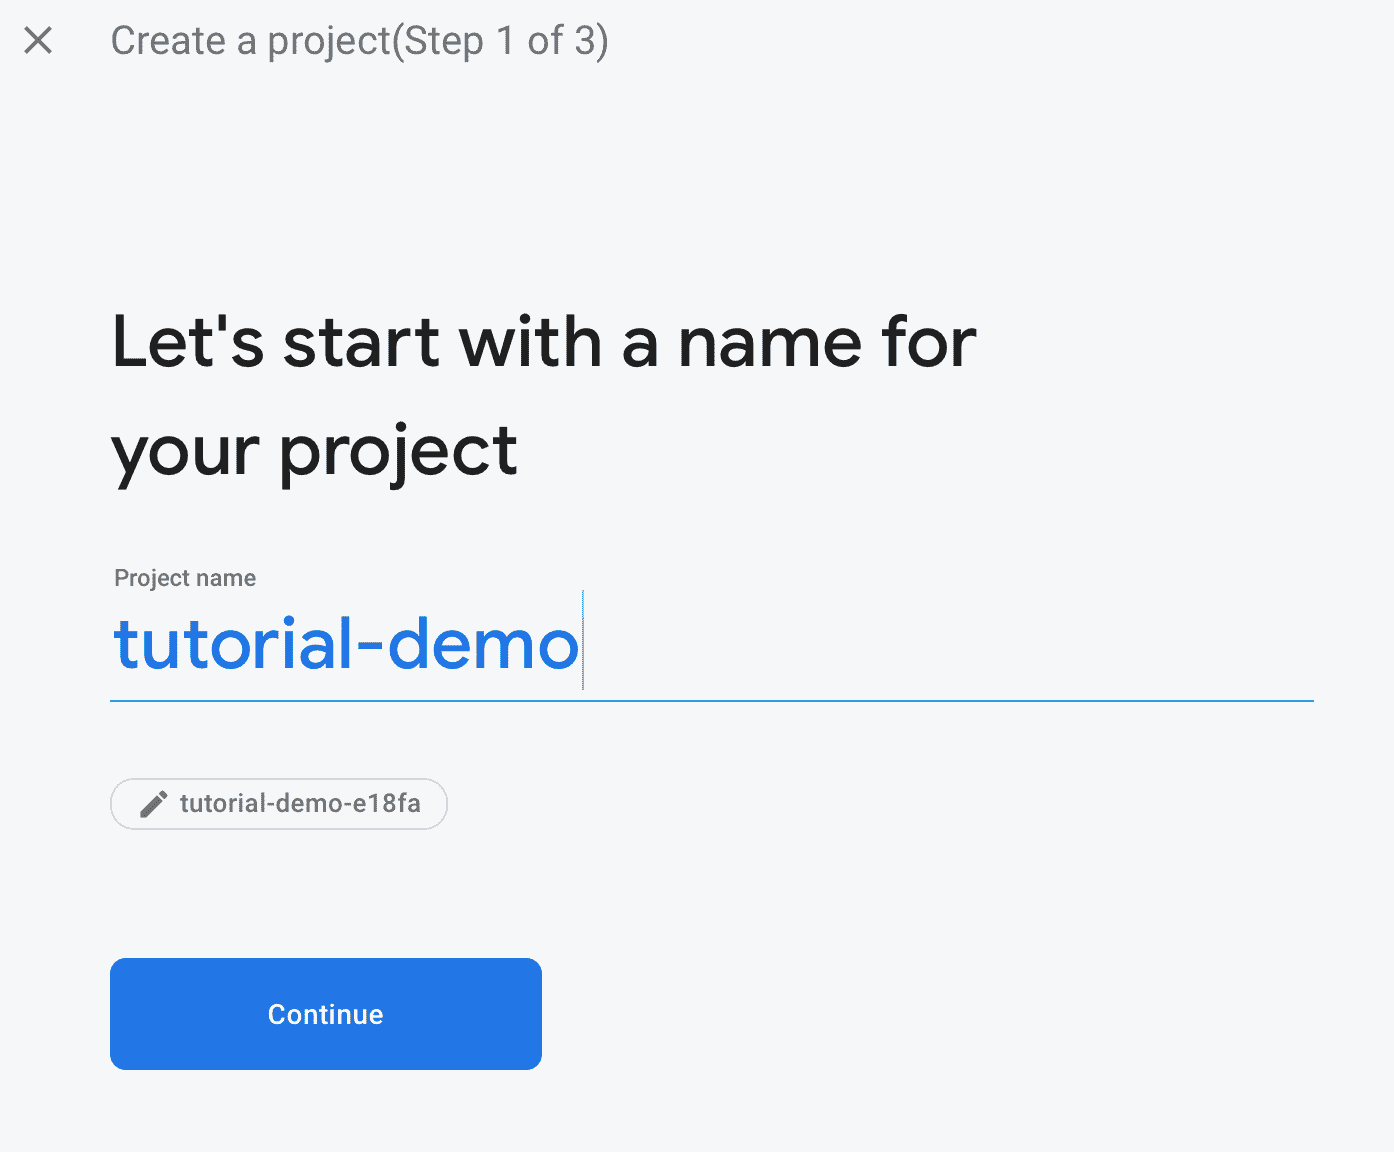 Create a project(Step 1 of 3)
Let's start with a name for
your project
Project name
tutorial-demo
tutorial-demo-e18fa
Continue